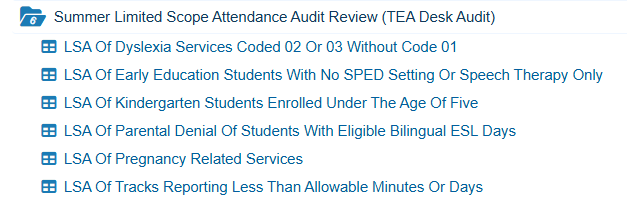 6 Summer Limited Scope Attendance Audit Review (TEA Desk Audit)
LSA Of Dyslexia Services Coded 02 Or 03 Without Code 01
LSA Of Early Education Students With No SPED Setting Or Speech Therapy Only
LSA Of Kindergarten Students Enrolled Under The Age Of Five
LSA Of Parental Denial Of Students With Eligible Bilingual ESL Days
LSA Of Pregnancy Related Services
LSA Of Tracks Reporting Less Than Allowable Minutes Or Days